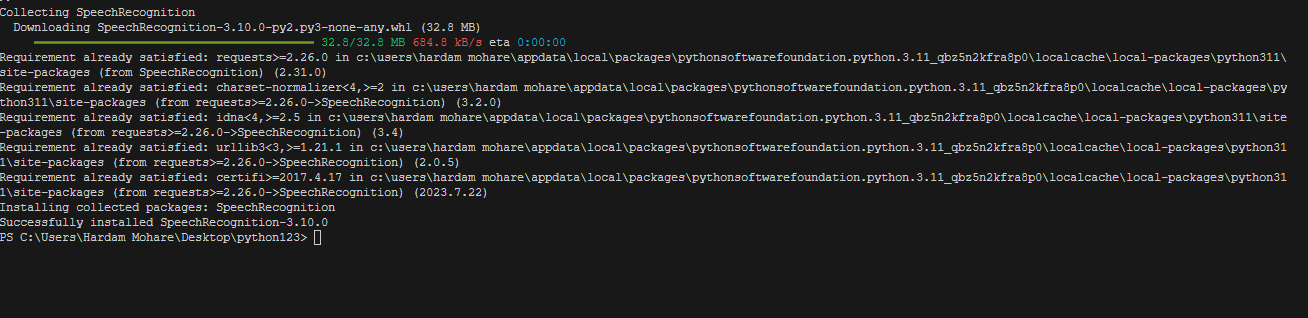 Collecting SpeechRecognition
  Downloading SpeechRecognition-3.10.0-py2.py3-none-any.whl (32.8 MB)
32.8/32.8 MB 684.8 kB/s eta 0:00:00
Requirement already satisfied: requests>=2.26.0 in c:\users\hardam mohare\appdata\local\packages\pythonsoftwarefoundation.python.3.11_qbz5n2kfra8p0\localcache\local-packages\python311\
site-packages (from SpeechRecognition) (2.31.0)
Requirement already satisfied: charset-normalizer<4,>=2 in c:\users\hardam mohare\appdata\local\packages\pythonsoftwarefoundation.python.3.11_qbz5n2kfra8p0\localcache\local-packages\py
thon311\site-packages (from requests>=2.26.0->SpeechRecognition) (3.2.0)
Requirement already satisfied: idna<4,>=2.5 in c:\users\hardam mohare\appdata\local\packages\pythonsoftwarefoundation.python.3.11_qbz5n2kfra8p0\localcache\local-packages\python311\site
-packages (from requests>=2.26.0->SpeechRecognition) (3.4)
Requirement already satisfied: urllib3<3,>=1.21.1 in c:\users\hardam mohare\appdata\local\packages\pythonsoftwarefoundation.python.3.11_qbz5n2kfra8p0\localcache\local-packages\python31
1\site-packages (from requests>=2.26.0->SpeechRecognition) (2.0.5)
Requirement already satisfied: certifi>=2017.4.17 in c:\users\hardam mohare\appdata\local\packages\pythonsoftwarefoundation.python.3.11_qbz5n2kfra8p0\localcache\local-packages\python31
1\site-packages (from requests>=2.26.0->SpeechRecognition) (2023.7.22)
Installing collected packages: SpeechRecognition
Successfully installed SpeechRecognition-3.10.0
PS C:\Users\Hardam Mohare\Desktop\python123>